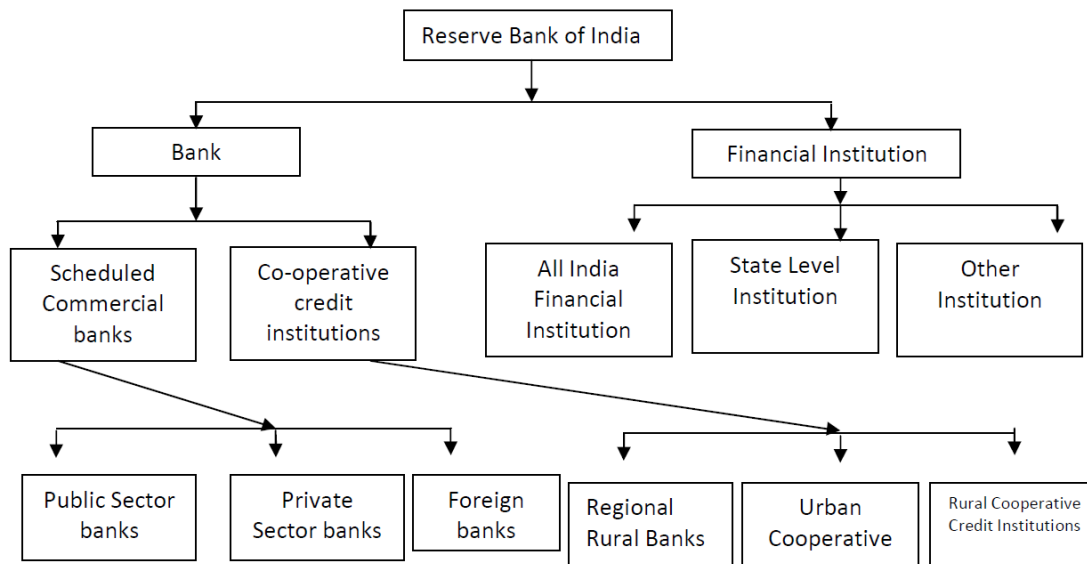 Reserve Bank of India
Bank
Financial Institution
Scheduled
Commercial
banks
Co-operative
credit
institutions
All India
Financial
Institution
State Level
Institution
Other
Institution
Public Sector
banks
Private
Sector banks
Foreign
banks
Regional
Rural Banks
Urban
Cooperative
Rural Cooperative
Credit Institutions